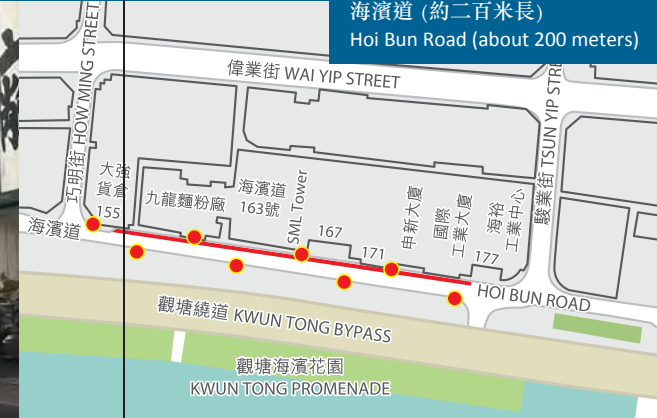 海濱道 (約二百米長)
Hoi Bun Road (about 200 meters)
偉業街 WAI YIP STREET
巧明街 HOW MING STREET
駿業街 TSUN YIP STREET
大強
貨倉
155
九龍麵粉廠
海濱道
163號
SML Tower
167
171
申新大廈
國際
工業大廈
177
海裕
工業中心
海濱道
HOI BUN ROAD
觀塘繞道 KWUN TONG BYPASS
觀塘海濱花園
KWUN TONG PROMENADE